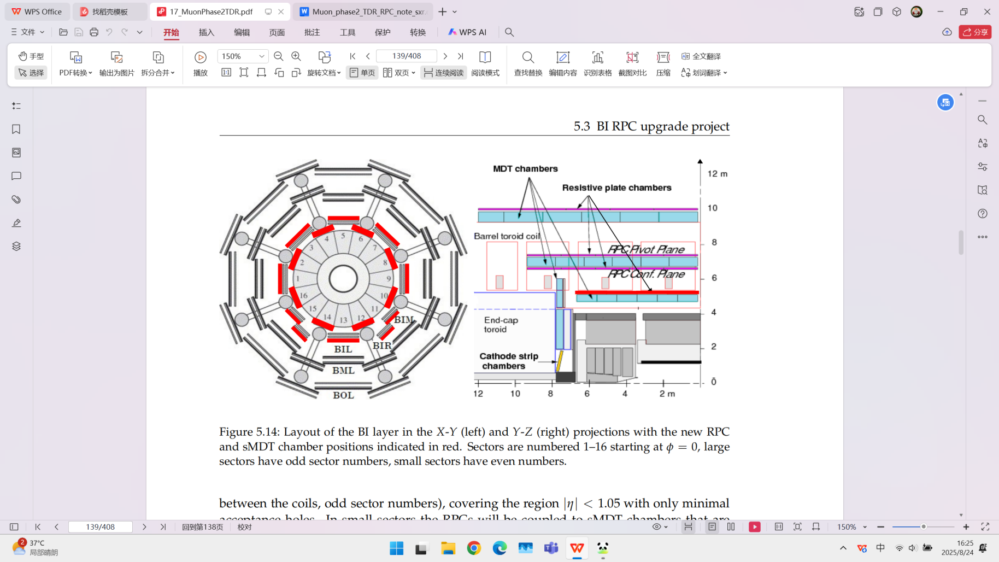 WPS Office
找稻壳模板
17_MuonPhase2TDR.pdf
Muon_phase2_TDR_RPC_note_sxr.
文件
开始
插入
编辑
页面
批注
工具
保护
转换
WPS AI
分享
手型
选择
PDF转换
输出为图片
拆分合并
播放
150%
旋转文档
139/408
单页
双页
连续阅读
阅读模式
查找替换
编辑内容
识别表格
截图对比
压缩
全文翻译
划词翻译
5.3 BI RPC upgrade project
4 5 6
3 7
2 8
1 9
16 10
15 11
14 13 12
BIM
BIR
BIL
BML
BOL
MDT chambers
Resistive plate chambers
12 m
10
Barrel toroid coil
8
RPC Pivot Plane
RPC Conf. Plane
6
4
End-cap
toroid
2
Cathode strip
chambers
0
12 10 8 6 4 2 m
Figure 5.14: Layout of the BI layer in the X-Y (left) and Y-Z (right) projections with the new RPC
and sMDT chamber positions indicated in red. Sectors are numbered 1–16 starting at ϕ = 0, large
sectors have odd sector numbers, small sectors have even numbers.
between the coils, odd sector numbers), covering the region |η| < 1.05 with only minimal
acceptance holes. In small sectors the RPCs will be coupled to sMDT chambers that are
139/408
回到第138页
校对
150%
2
37°C
局部晴朗
中
16:25
2025/8/24